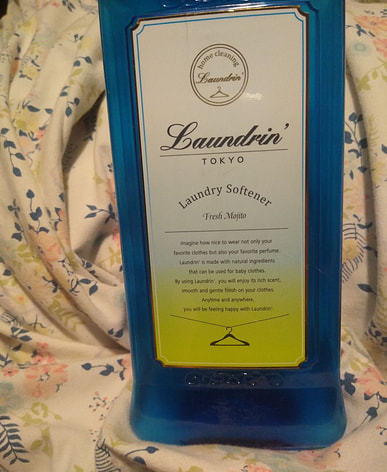 home cleaning
Laundrin'
Laundrin'
TOKYO
Laundry Softener
Fresh Mojito
Imagine how nice to wear not only your
favorite clothes but also your favorite perfume.
Laundrin' is made with natural ingredients
that can be used for baby clothes.
By using Laundrin', you will enjoy its rich scent,
smooth and gentle finish on your clothes.
Anytime and anywhere,
you will be feeling happy with Laundrin'.